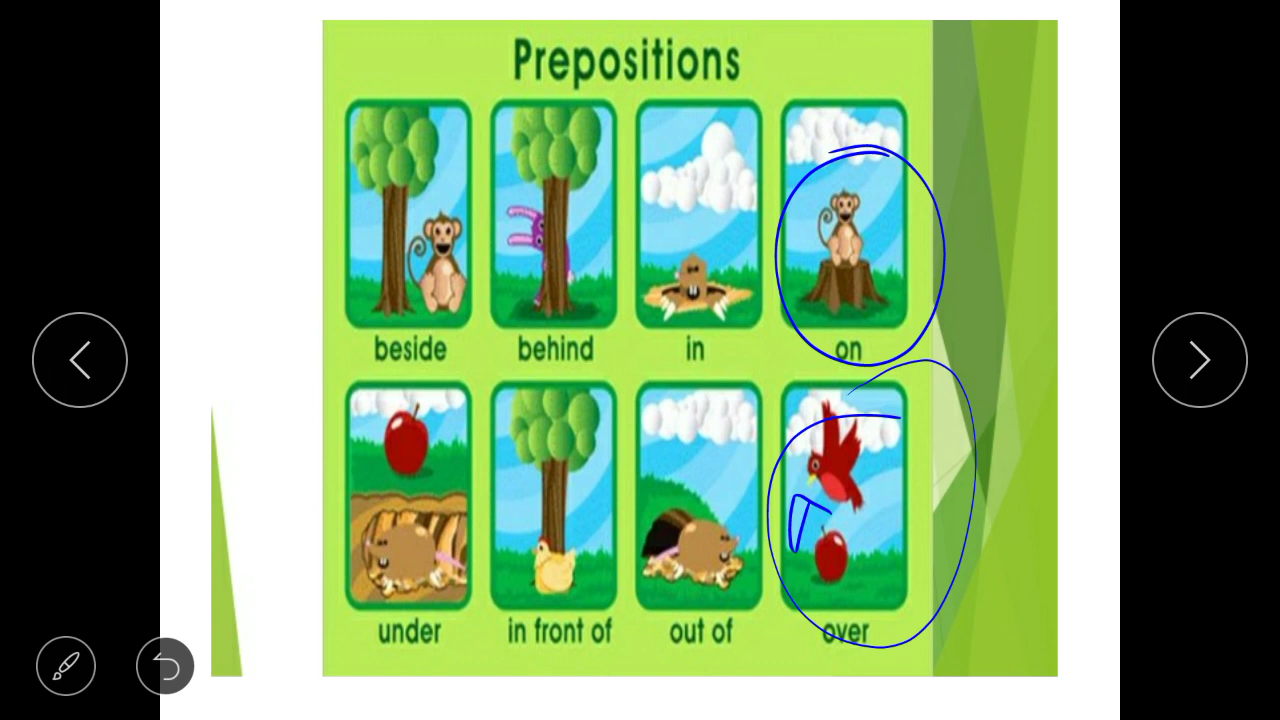 Prepositions
beside behind in on
under in front of out of over